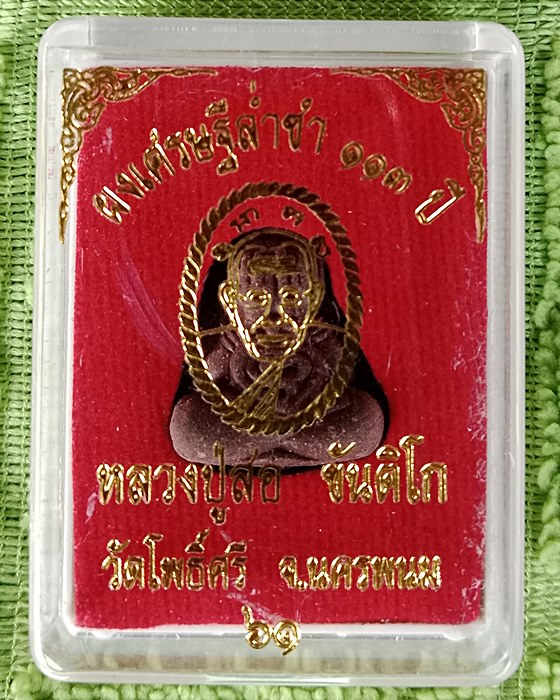 ผงเศรษฐีล่ำซำ ๑๑๓ ปี
หลวงปู่สอ ขันติโก
วัดโพธิ์ศรี จ.นครพนม
๖๑